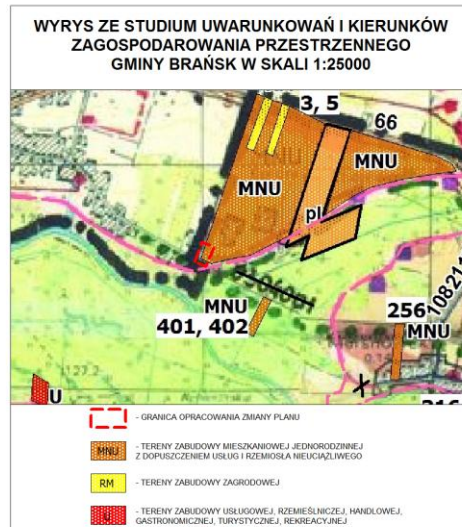 WYRYS ZE STUDIUM UWARUNKOWAŃ I KIERUNKÓW
ZAGOSPODAROWANIA PRZESTRZENNEGO
GMINY BRAŃSK W SKALI 1:25000
3, 5
66
MNU
MNU
pl
MNU
401, 402
256
MNU
108211
U
- GRANICA OPRACOWANIA ZMIANY PLANU
MNU
- TERENY ZABUDOWY MIESZKANIOWEJ JEDNORODZINNEJ
Z DOPUSZCZENIEM USŁUG I RZEMIOSŁA NIEUCIĄŻLIWEGO
RM
- TERENY ZABUDOWY ZAGRODOWEJ
U
- TERENY ZABUDOWY USŁUGOWEJ, RZEMIEŚLNICZEJ, HANDLOWEJ,
GASTRONOMICZNEJ, TURYSTYCZNEJ, REKREACYJNEJ